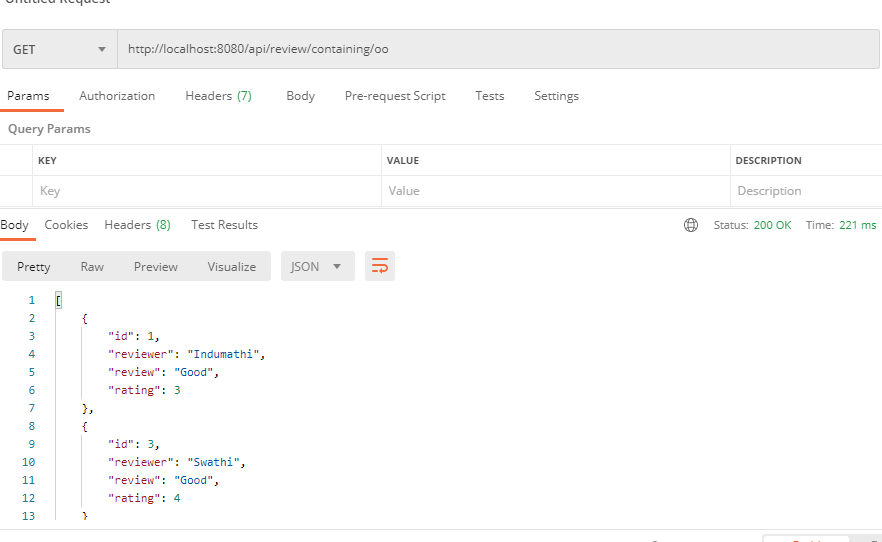 Untitled Request
GET http://localhost:8080/api/review/containing/oo
Params Authorization Headers (7) Body Pre-request Script Tests Settings
Query Params
KEY VALUE DESCRIPTION
Key Value Description
Body Cookies Headers (8) Test Results Status: 200 OK Time: 221 ms
Pretty Raw Preview Visualize JSON
1 [
2 {
3 "id": 1,
4 "reviewer": "Indumathi",
5 "review": "Good",
6 "rating": 3
7 },
8 {
9 "id": 3,
10 "reviewer": "Swathi",
11 "review": "Good",
12 "rating": 4
13 }